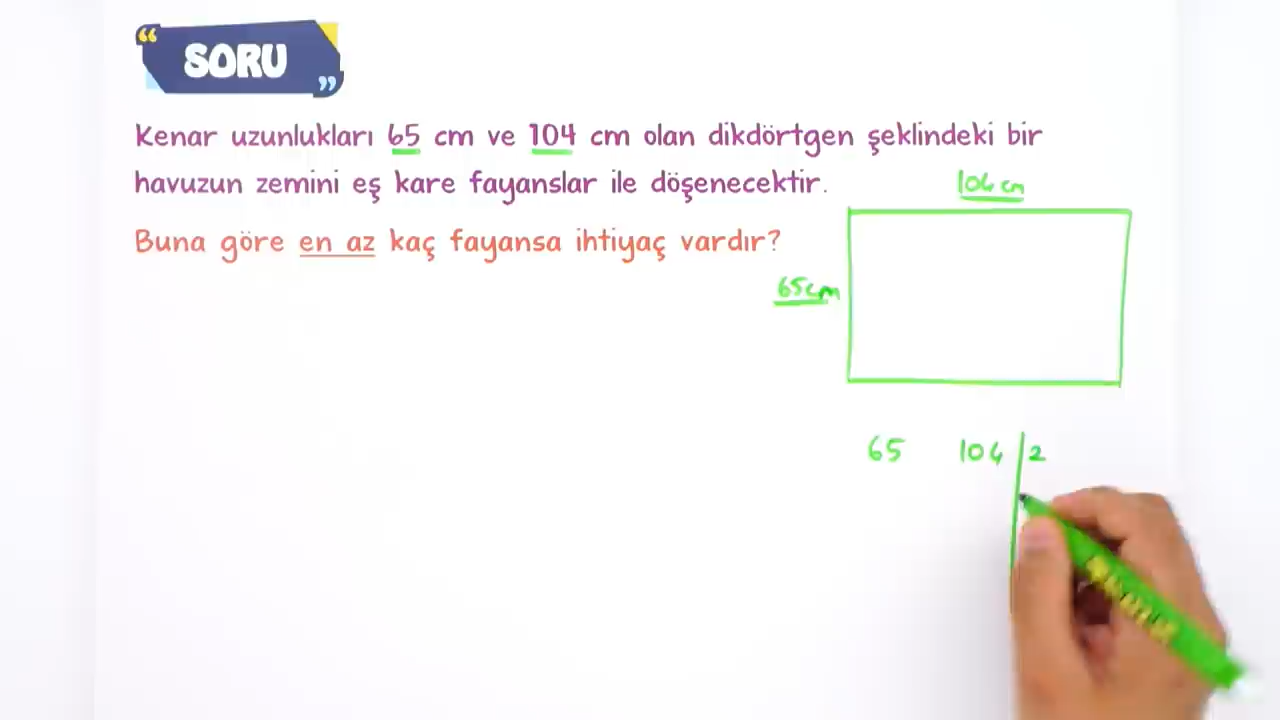 SORU
Kenar uzunlukları 65 cm ve 104 cm olan dikdörtgen şeklindeki bir
havuzun zemini eş kare fayanslar ile döşenecektir.
104 cm
Buna göre en az kaç fayansa ihtiyaç vardır?
65cm
65 104 2